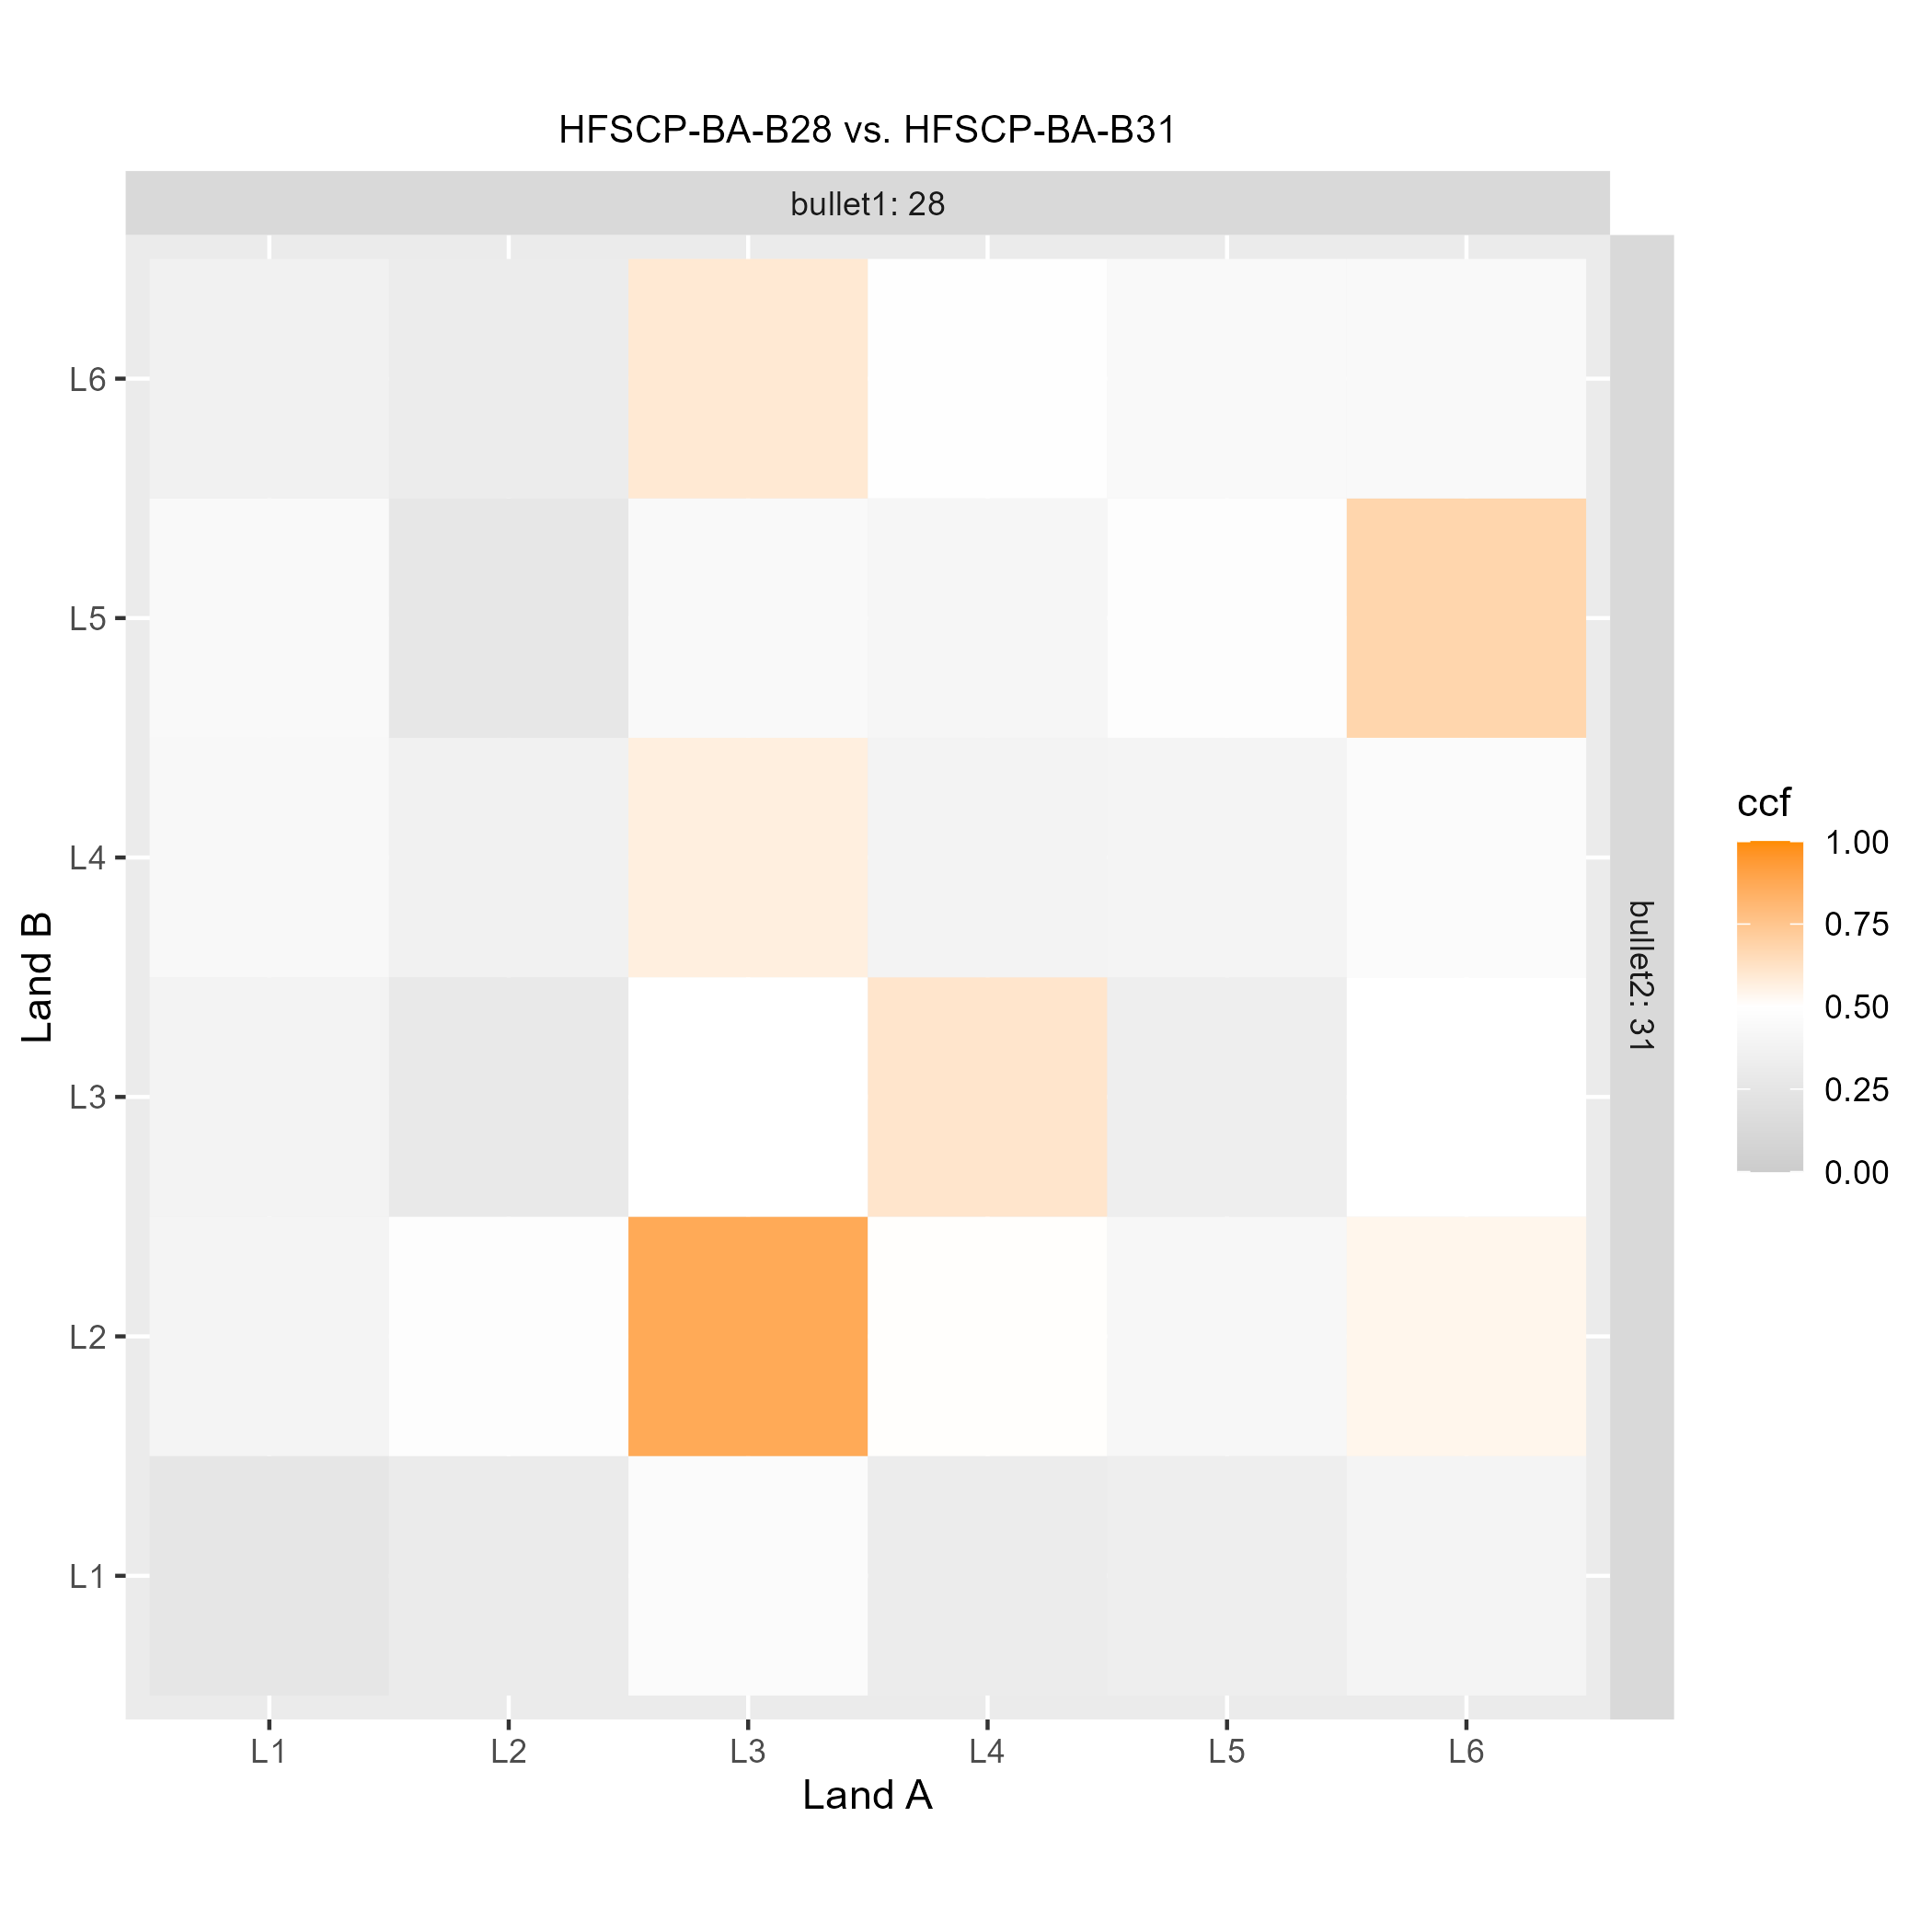 HFSCP-BA-B28 vs. HFSCP-BA-B31
bullet1: 28
L6
L5
L4
L3
L2
L1
Land B
bullet2: 31
L1
L2
L3
L4
L5
L6
Land A
ccf
1.00
0.75
0.50
0.25
0.00